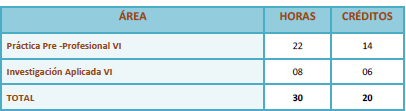 ÁREA HORAS CRÉDITOS
Práctica Pre -Profesional VI 22 14
Investigación Aplicada VI 08 06
TOTAL 30 20